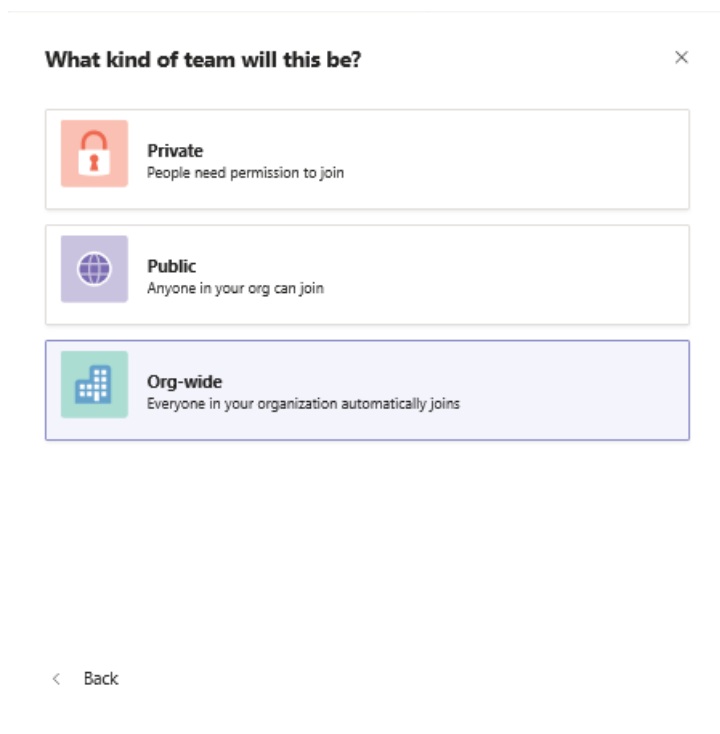 What kind of team will this be?
Private
People need permission to join
Public
Anyone in your org can join
Org-wide
Everyone in your organization automatically joins
Back